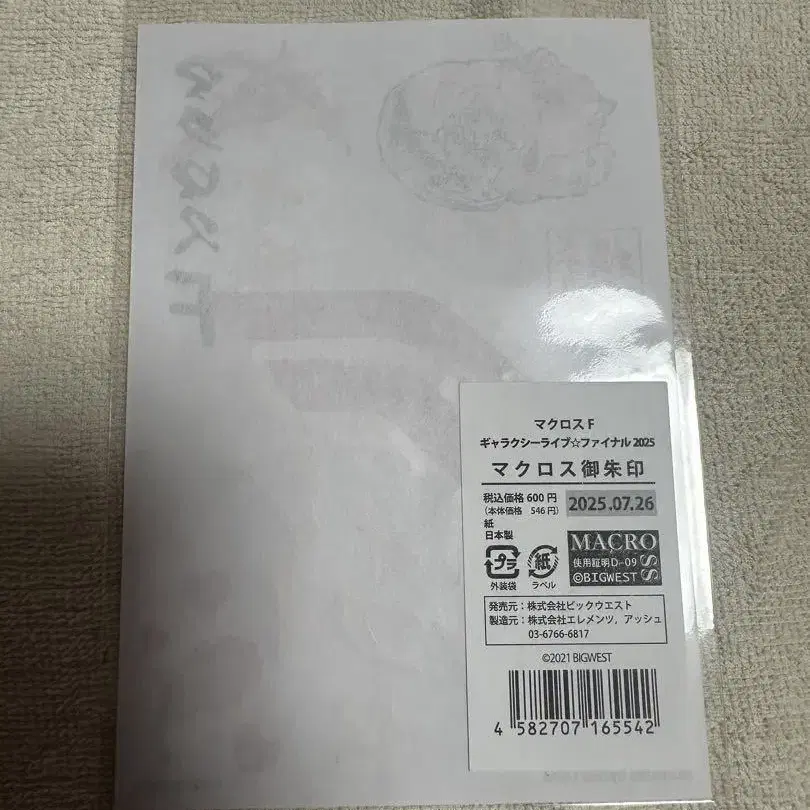 マクロス F
ギャラクシーライブ☆ファイナル 2025
マクロス御朱印
税込価格 600 円
（本体価格 546 円）
2025.07.26
紙
日本製
プラ
外装袋
紙
ラベル
MACROSS
使用証明D-09
©BIGWEST
発売元：株式会社ビックウエスト
製造元：株式会社エレメンツ，アッシュ
03-6766-6817
©2021 BIGWEST
4 582707 165542